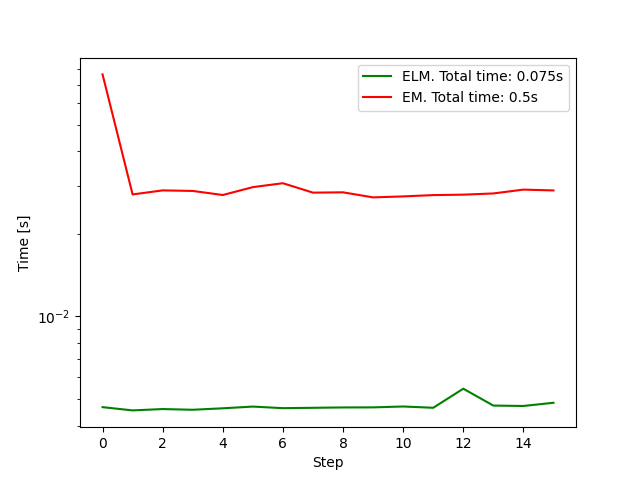 ELM. Total time: 0.075s
EM. Total time: 0.5s
Time [s]
10⁻²
0 2 4 6 8 10 12 14
Step